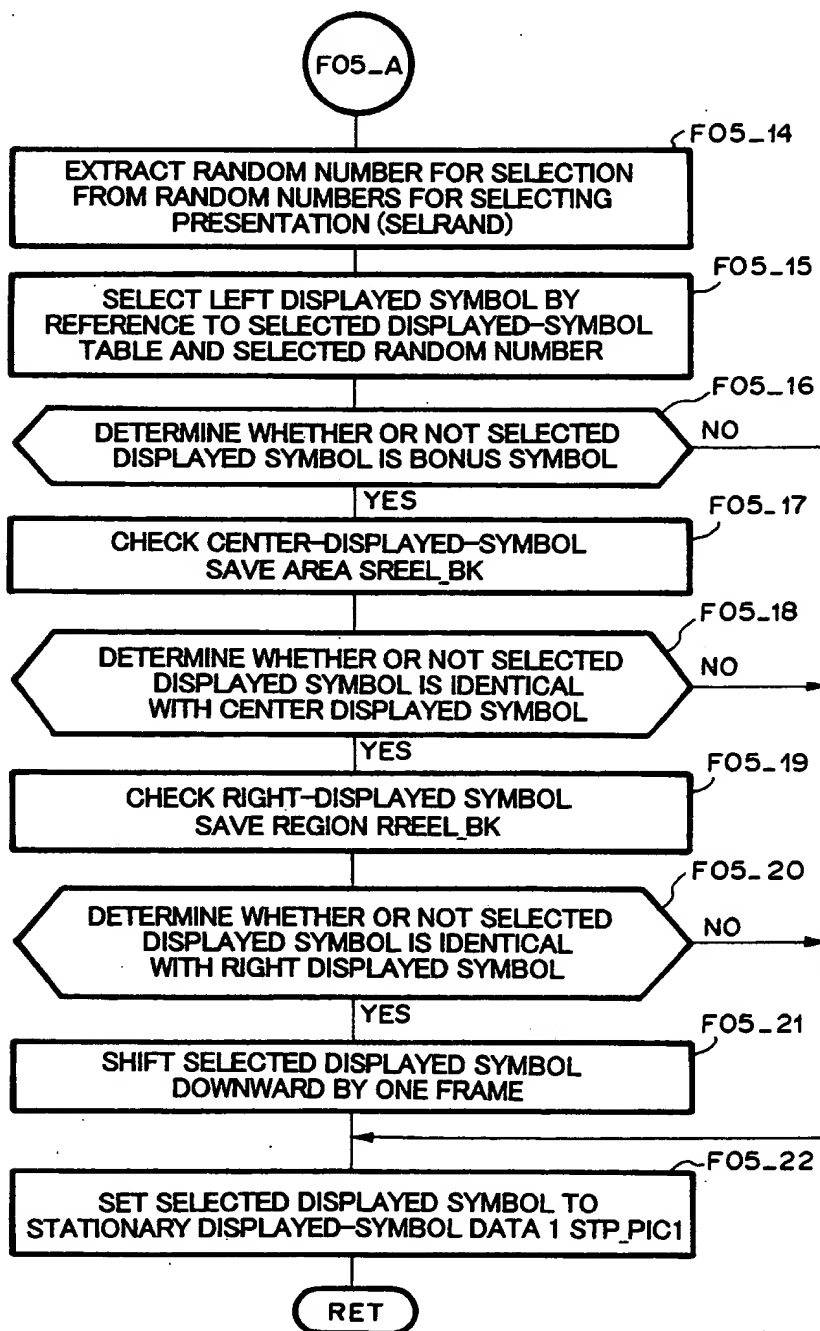 F05_A
F05_14
EXTRACT RANDOM NUMBER FOR SELECTION
FROM RANDOM NUMBERS FOR SELECTING
PRESENTATION (SELRAND)
F05_15
SELECT LEFT DISPLAYED SYMBOL BY
REFERENCE TO SELECTED DISPLAYED-SYMBOL
TABLE AND SELECTED RANDOM NUMBER
F05_16
DETERMINE WHETHER OR NOT SELECTED
DISPLAYED SYMBOL IS BONUS SYMBOL
NO
YES
F05_17
CHECK CENTER-DISPLAYED-SYMBOL
SAVE AREA SREEL_BK
F05_18
DETERMINE WHETHER OR NOT SELECTED
DISPLAYED SYMBOL IS IDENTICAL
WITH CENTER DISPLAYED SYMBOL
NO
YES
F05_19
CHECK RIGHT-DISPLAYED SYMBOL
SAVE REGION RREEL_BK
F05_20
DETERMINE WHETHER OR NOT SELECTED
DISPLAYED SYMBOL IS IDENTICAL
WITH RIGHT DISPLAYED SYMBOL
NO
YES
F05_21
SHIFT SELECTED DISPLAYED SYMBOL
DOWNWARD BY ONE FRAME
F05_22
SET SELECTED DISPLAYED SYMBOL TO
STATIONARY DISPLAYED-SYMBOL DATA 1 STP_PIC1
RET